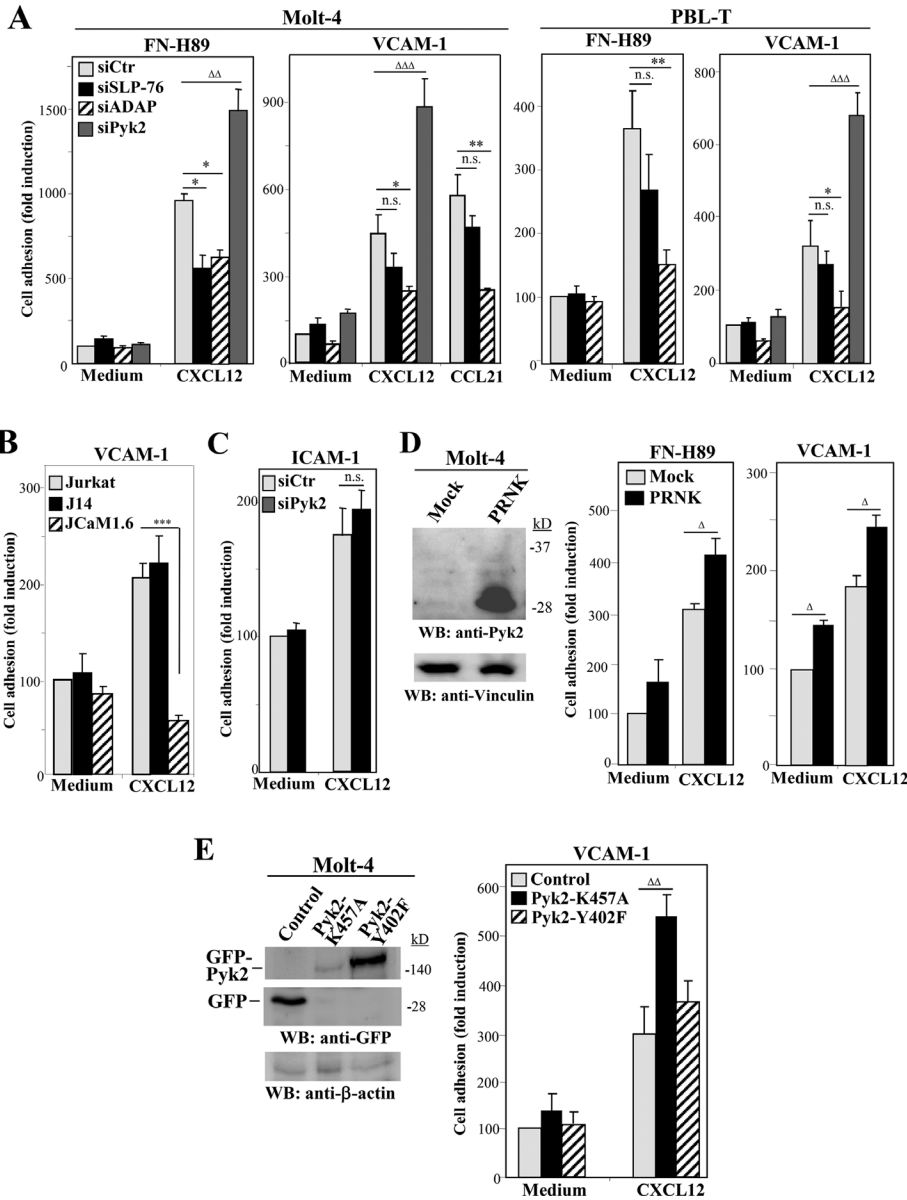 A
Molt-4
PBL-T
FN-H89
VCAM-1
FN-H89
VCAM-1
siCtr
siSLP-76
siADAP
siPyk2
Cell adhesion (fold induction)
1500
1000
500
0
ΔΔ
*
*
Medium CXCL12
900
600
300
0
ΔΔΔ
*
n.s.
**
n.s.
Medium CXCL12 CCL21
400
300
200
100
0
**
n.s.
Medium CXCL12
800
600
400
200
0
ΔΔΔ
*
n.s.
Medium CXCL12
B
VCAM-1
Jurkat
J14
JCaM1.6
Cell adhesion (fold induction)
300
200
100
0
***
Medium CXCL12
C
ICAM-1
siCtr
siPyk2
Cell adhesion (fold induction)
200
100
0
n.s.
Medium CXCL12
D
Molt-4
Mock
PRNK
kD
-37
-28
WB: anti-Pyk2
WB: anti-Vinculin
FN-H89
Mock
PRNK
Cell adhesion (fold induction)
500
400
300
200
100
0
Δ
Medium CXCL12
VCAM-1
300
200
100
0
Δ
Δ
Medium CXCL12
E
Molt-4
Control
Pyk2-
K457A
Pyk2-
Y402F
kD
GFP-
Pyk2
-140
GFP
-28
WB: anti-GFP
WB: anti-β-actin
VCAM-1
Control
Pyk2-K457A
Pyk2-Y402F
Cell adhesion (fold induction)
600
500
400
300
200
100
0
ΔΔ
Medium CXCL12